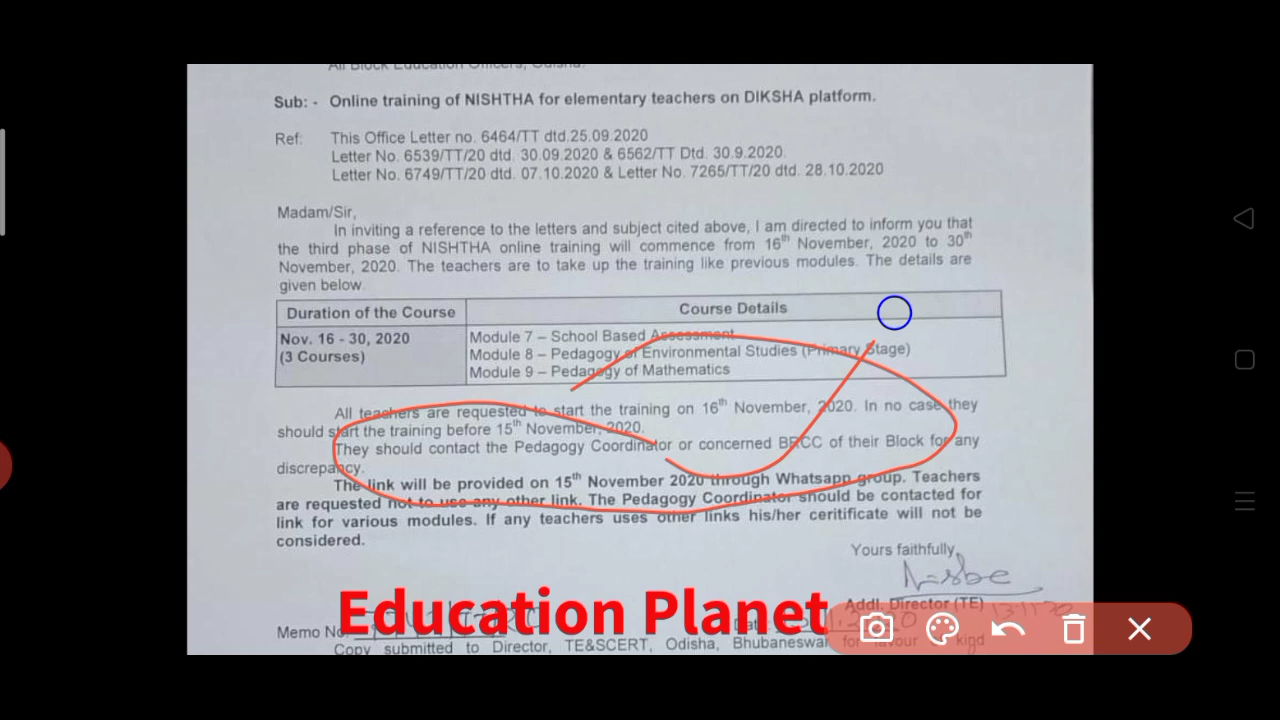 All Block Education Officers, Odisha.
Sub: - Online training of NISHTHA for elementary teachers on DIKSHA platform.
Ref: This Office Letter no. 6464/TT dtd.25.09.2020
Letter No. 6539/TT/20 dtd. 30.09.2020 & 6562/TT Dtd. 30.9.2020.
Letter No. 6749/TT/20 dtd. 07.10.2020 & Letter No. 7265/TT/20 dtd. 28.10.2020
Madam/Sir,
In inviting a reference to the letters and subject cited above, I am directed to inform you that
the third phase of NISHTHA online training will commence from 16th November, 2020 to 30th
November, 2020. The teachers are to take up the training like previous modules. The details are
given below.
Duration of the Course Course Details
Nov. 16 - 30, 2020 Module 7 – School Based Assessment
(3 Courses) Module 8 – Pedagogy of Environmental Studies (Primary Stage)
Module 9 – Pedagogy of Mathematics
All teachers are requested to start the training on 16th November, 2020. In no case they
should start the training before 15th November, 2020.
They should contact the Pedagogy Coordinator or concerned BRCC of their Block for any
discrepancy.
The link will be provided on 15th November 2020 through Whatsapp group. Teachers
are requested not to use any other link. The Pedagogy Coordinator should be contacted for
link for various modules. If any teachers uses other links his/her ceritificate will not be
considered.
Yours faithfully,
Addl. Director (TE)
Education Planet
Memo No.
Copy submitted to Director, TE&SCERT, Odisha, Bhubaneswar for favour kind